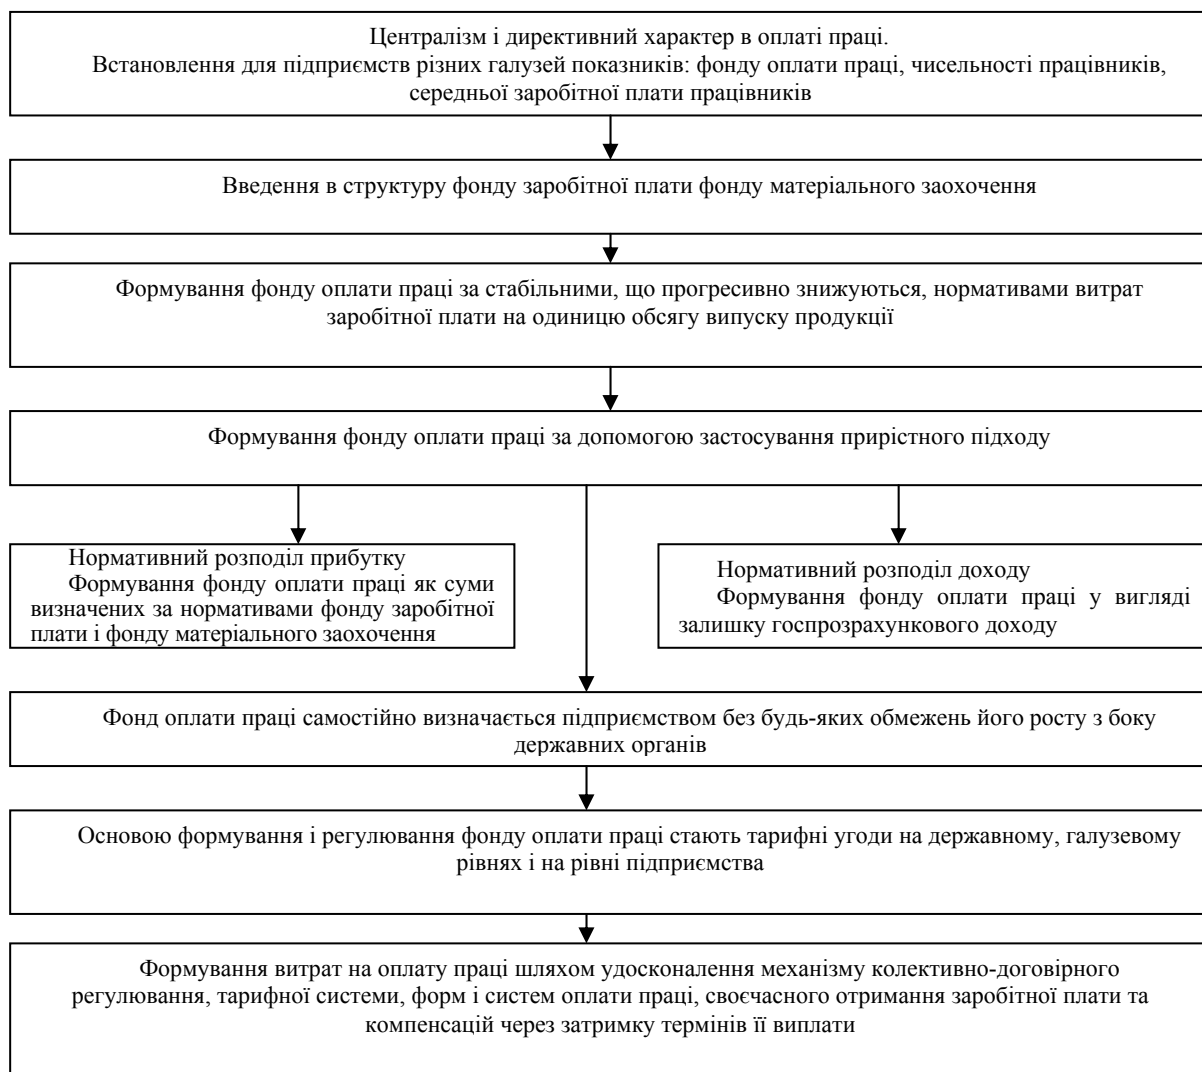 Централізм і директивний характер в оплаті праці.
Встановлення для підприємств різних галузей показників: фонду оплати праці, чисельності працівників,
середньої заробітної плати працівників
Введення в структуру фонду заробітної плати фонду матеріального заохочення
Формування фонду оплати праці за стабільними, що прогресивно знижуються, нормативами витрат
заробітної плати на одиницю обсягу випуску продукції
Формування фонду оплати праці за допомогою застосування прирістного підходу
Нормативний розподіл прибутку
Формування фонду оплати праці як суми
визначених за нормативами фонду заробітної
плати і фонду матеріального заохочення
Нормативний розподіл доходу
Формування фонду оплати праці у вигляді
залишку госпрозрахункового доходу
Фонд оплати праці самостійно визначається підприємством без будь-яких обмежень його росту з боку
державних органів
Основою формування і регулювання фонду оплати праці стають тарифні угоди на державному, галузевому
рівнях і на рівні підприємства
Формування витрат на оплату праці шляхом удосконалення механізму колективно-договірного
регулювання, тарифної системи, форм і систем оплати праці, своєчасного отримання заробітної плати та
компенсацій через затримку термінів її виплати